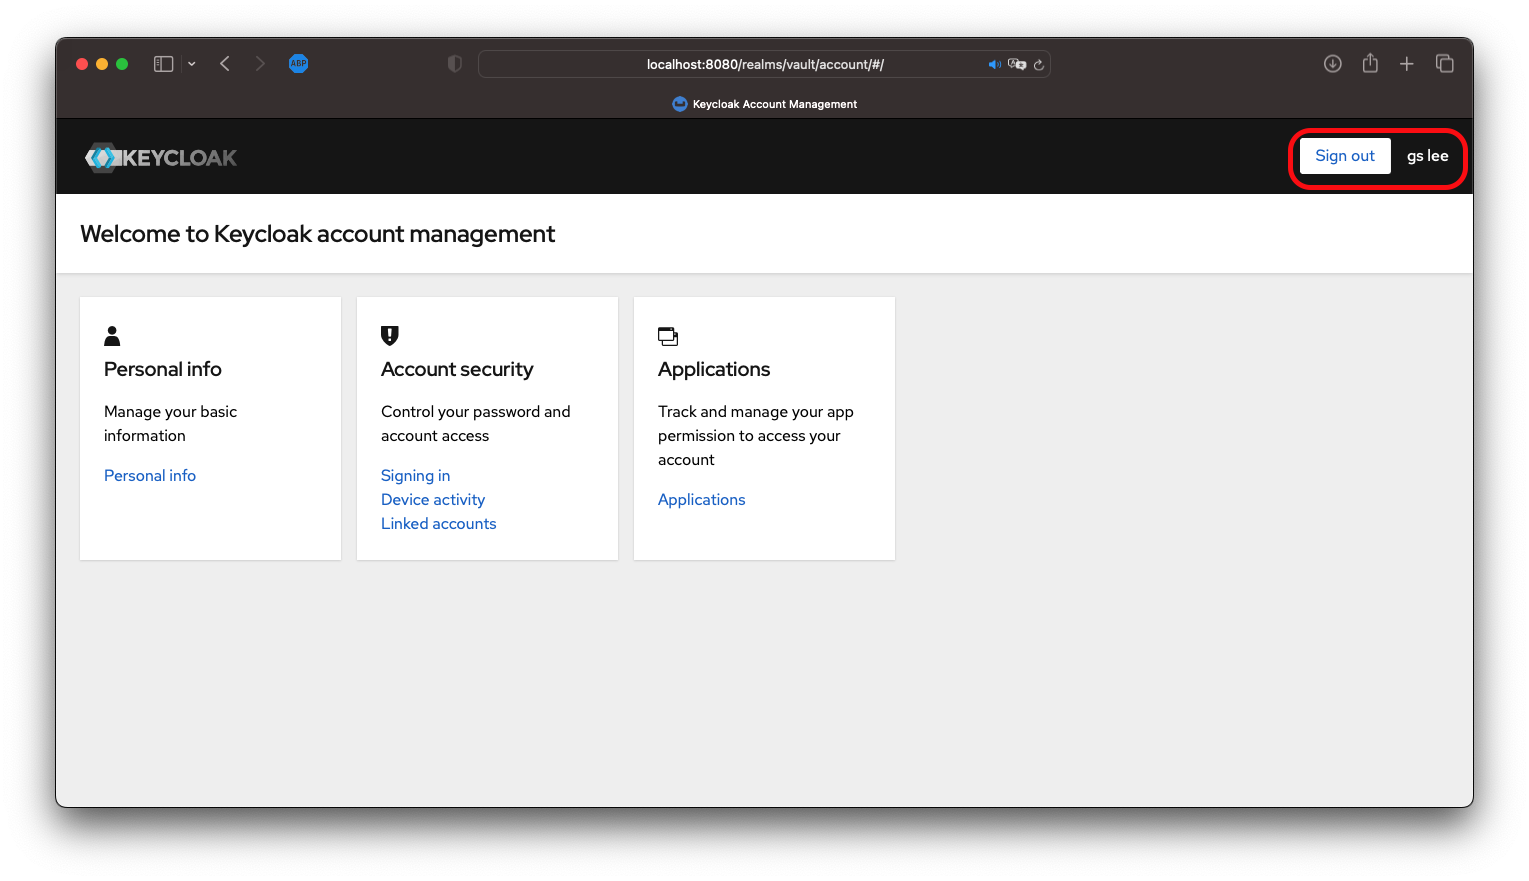 ABP
localhost:8080/realms/vault/account/#/
Keycloak Account Management
KEYCLOAK
Sign out
gs lee
Welcome to Keycloak account management
Personal info
Manage your basic
information
Personal info
Account security
Control your password and
account access
Signing in
Device activity
Linked accounts
Applications
Track and manage your app
permission to access your
account
Applications